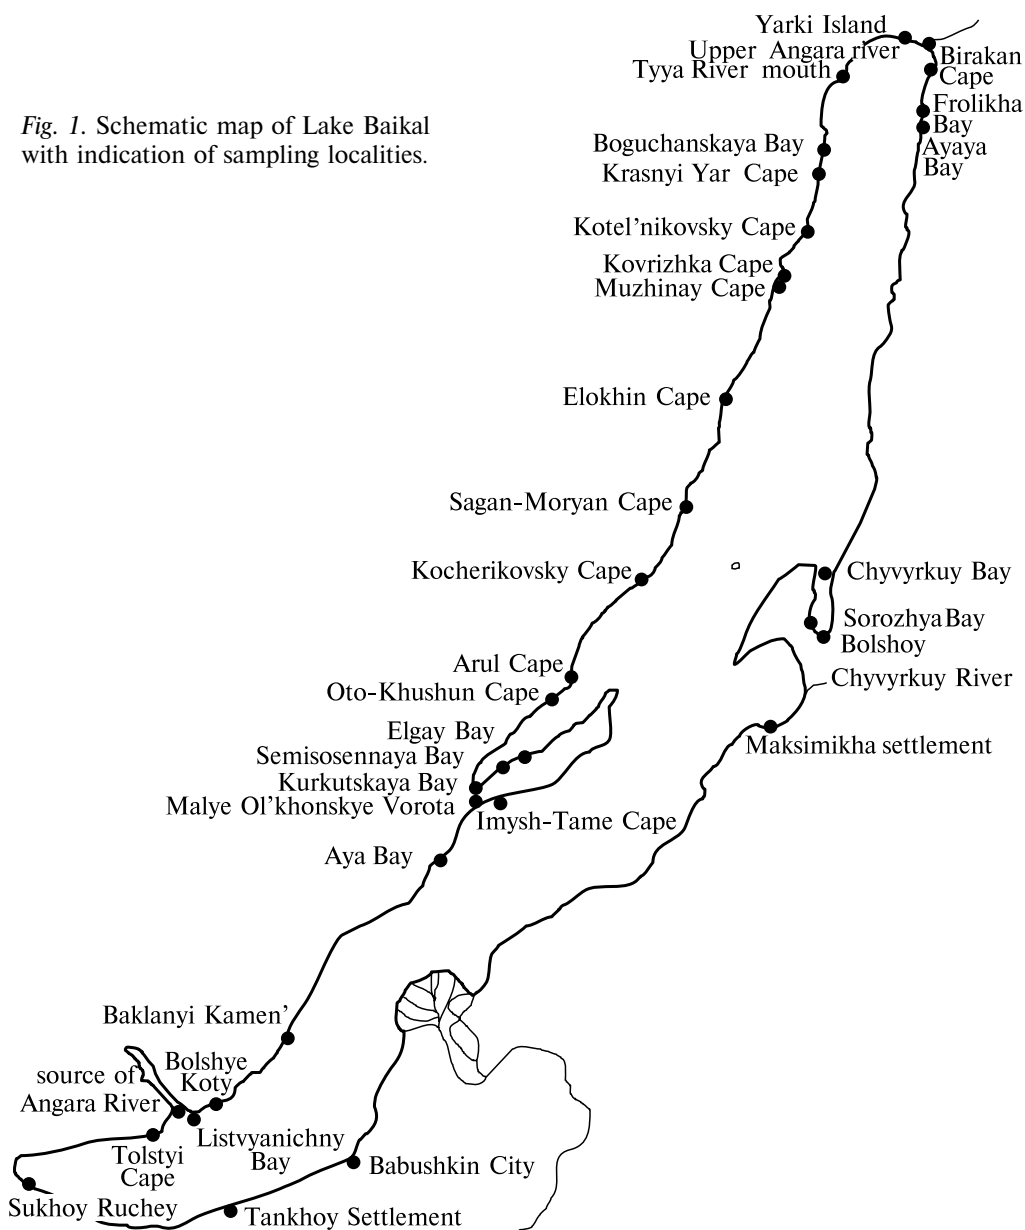 Yarki Island
Upper Angara river
Tyya River mouth
Birakan
Cape
Frolikha
Bay
Ayaya
Bay
Fig. 1. Schematic map of Lake Baikal
with indication of sampling localities.
Boguchanskaya Bay
Krasnyi Yar Cape
Kotel’nikovsky Cape
Kovrizhka Cape
Muzhinay Cape
Elokhin Cape
Sagan-Moryan Cape
Kocherikovsky Cape
Chyvyrkuy Bay
Sorozhya Bay
Bolshoy
Chyvyrkuy River
Arul Cape
Oto-Khushun Cape
Elgay Bay
Semisosennaya Bay
Kurkutskaya Bay
Malye Ol’khonskye Vorota
Maksimikha settlement
Imysh-Tame Cape
Aya Bay
Baklanyi Kamen’
Bolshye
Koty
source of
Angara River
Listvyanichny
Bay
Tolstyi
Cape
Babushkin City
Sukhoy Ruchey
Tankhoy Settlement